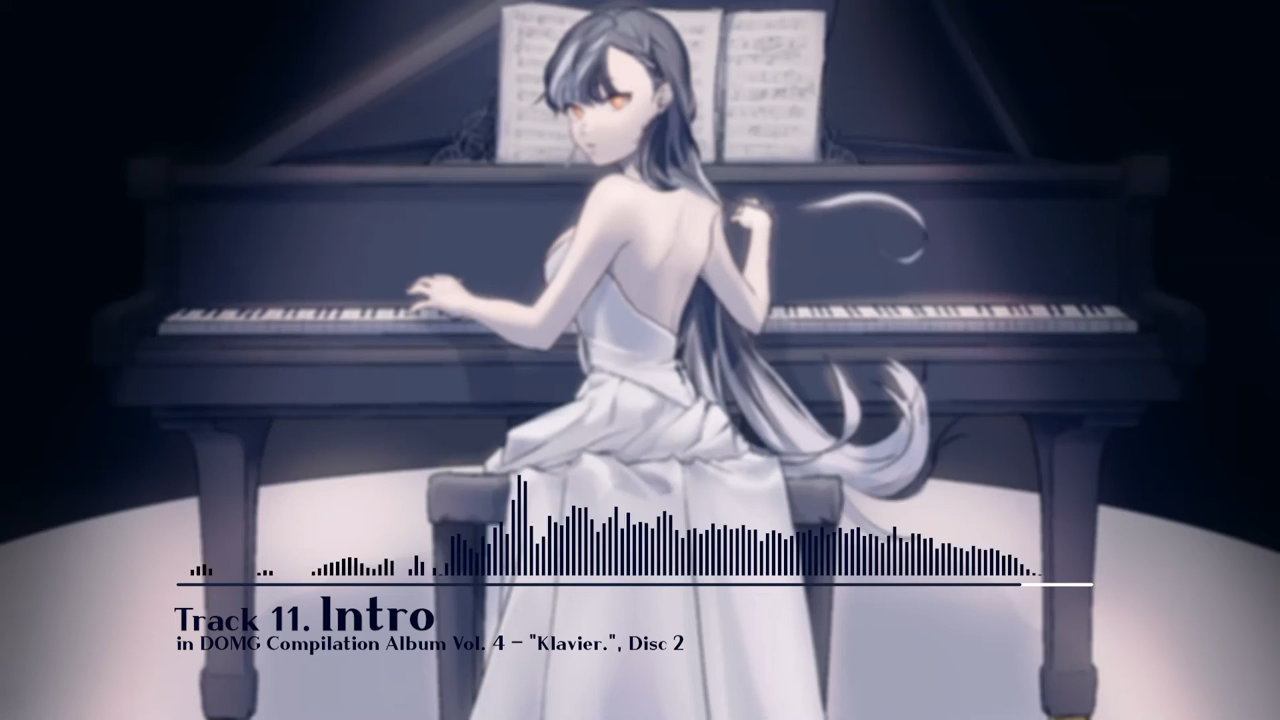 Track 11. Intro
in DOMG Compilation Album Vol. 4 - "Klavier.", Disc 2